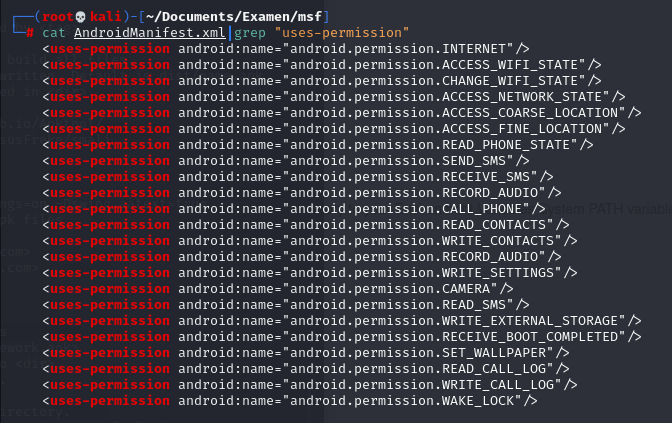 ┌──(root💀kali)-[~/Documents/Examen/msf]
└─# cat AndroidManifest.xml|grep "uses-permission"
<uses-permission android:name="android.permission.INTERNET"/>
<uses-permission android:name="android.permission.ACCESS_WIFI_STATE"/>
<uses-permission android:name="android.permission.CHANGE_WIFI_STATE"/>
<uses-permission android:name="android.permission.ACCESS_NETWORK_STATE"/>
<uses-permission android:name="android.permission.ACCESS_COARSE_LOCATION"/>
<uses-permission android:name="android.permission.ACCESS_FINE_LOCATION"/>
<uses-permission android:name="android.permission.READ_PHONE_STATE"/>
<uses-permission android:name="android.permission.SEND_SMS"/>
<uses-permission android:name="android.permission.RECEIVE_SMS"/>
<uses-permission android:name="android.permission.RECORD_AUDIO"/>
<uses-permission android:name="android.permission.CALL_PHONE"/>
<uses-permission android:name="android.permission.READ_CONTACTS"/>
<uses-permission android:name="android.permission.WRITE_CONTACTS"/>
<uses-permission android:name="android.permission.RECORD_AUDIO"/>
<uses-permission android:name="android.permission.WRITE_SETTINGS"/>
<uses-permission android:name="android.permission.CAMERA"/>
<uses-permission android:name="android.permission.READ_SMS"/>
<uses-permission android:name="android.permission.WRITE_EXTERNAL_STORAGE"/>
<uses-permission android:name="android.permission.RECEIVE_BOOT_COMPLETED"/>
<uses-permission android:name="android.permission.SET_WALLPAPER"/>
<uses-permission android:name="android.permission.READ_CALL_LOG"/>
<uses-permission android:name="android.permission.WRITE_CALL_LOG"/>
<uses-permission android:name="android.permission.WAKE_LOCK"/>